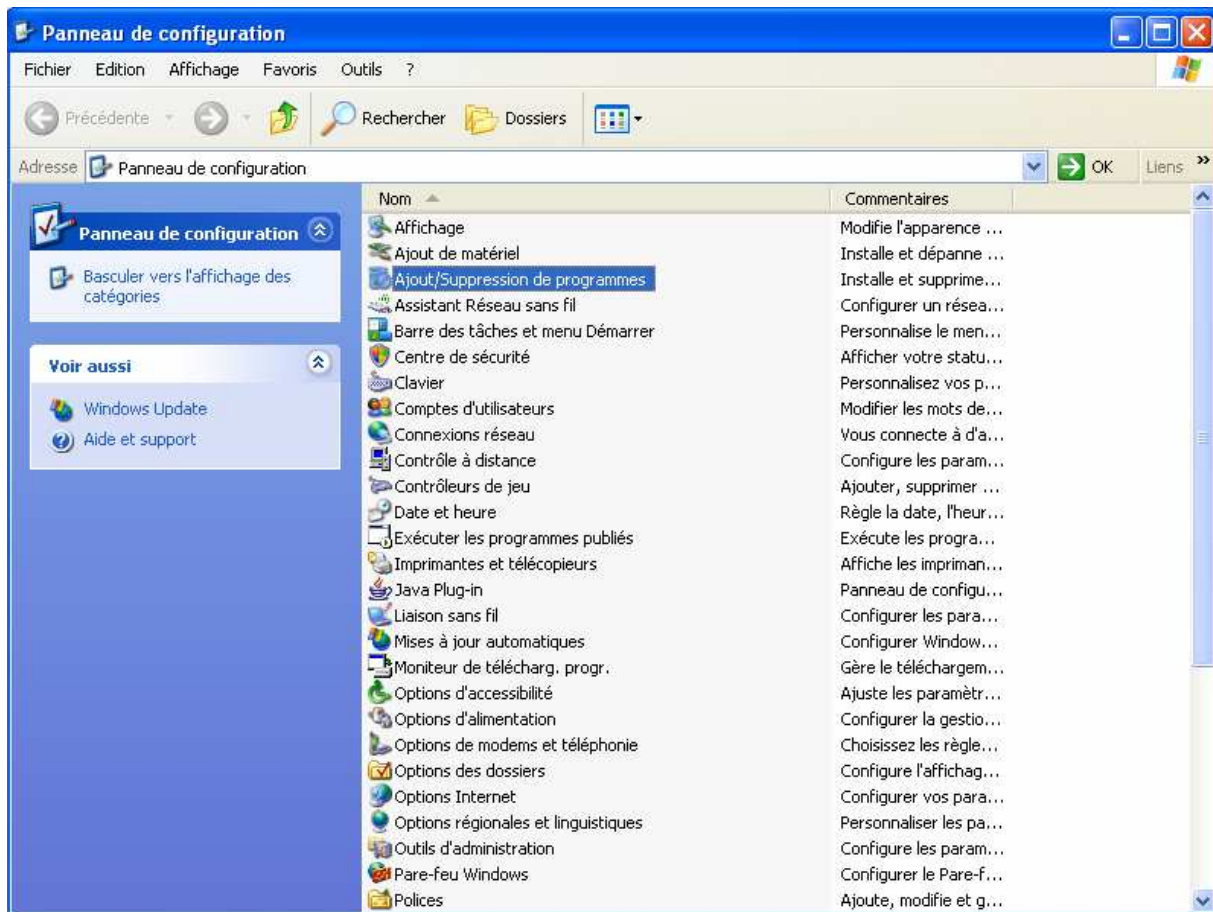 Panneau de configuration
Fichier Edition Affichage Favoris Outils ?
Précédente Rechercher Dossiers
Adresse Panneau de configuration OK Liens »
Panneau de configuration
Basculer vers l'affichage des
catégories
Voir aussi
Windows Update
Aide et support
Nom Commentaires
Affichage Modifie l'apparence ...
Ajout de matériel Installe et dépanne ...
Ajout/Suppression de programmes Installe et supprime...
Assistant Réseau sans fil Configurer un résea...
Barre des tâches et menu Démarrer Personnalise le men...
Centre de sécurité Afficher votre statu...
Clavier Personnalisez vos p...
Comptes d'utilisateurs Modifier les mots de...
Connexions réseau Vous connecte à d'a...
Contrôle à distance Configure les param...
Contrôleurs de jeu Ajouter, supprimer ...
Date et heure Règle la date, l'heur...
Exécuter les programmes publiés Exécute les progra...
Imprimantes et télécopieurs Affiche les impriman...
Java Plug-in Panneau de configu...
Liaison sans fil Configurer les para...
Mises à jour automatiques Configurer Window...
Moniteur de télécharg. progr. Gère le téléchargem...
Options d'accessibilité Ajuste les paramètr...
Options d'alimentation Configurer la gestio...
Options de modems et téléphonie Choisissez les règle...
Options des dossiers Configure l'affichag...
Options Internet Configurer vos para...
Options régionales et linguistiques Personnaliser les pa...
Outils d'administration Configure les param...
Pare-feu Windows Configurer le Pare-f...
Polices Ajoute, modifie et g...